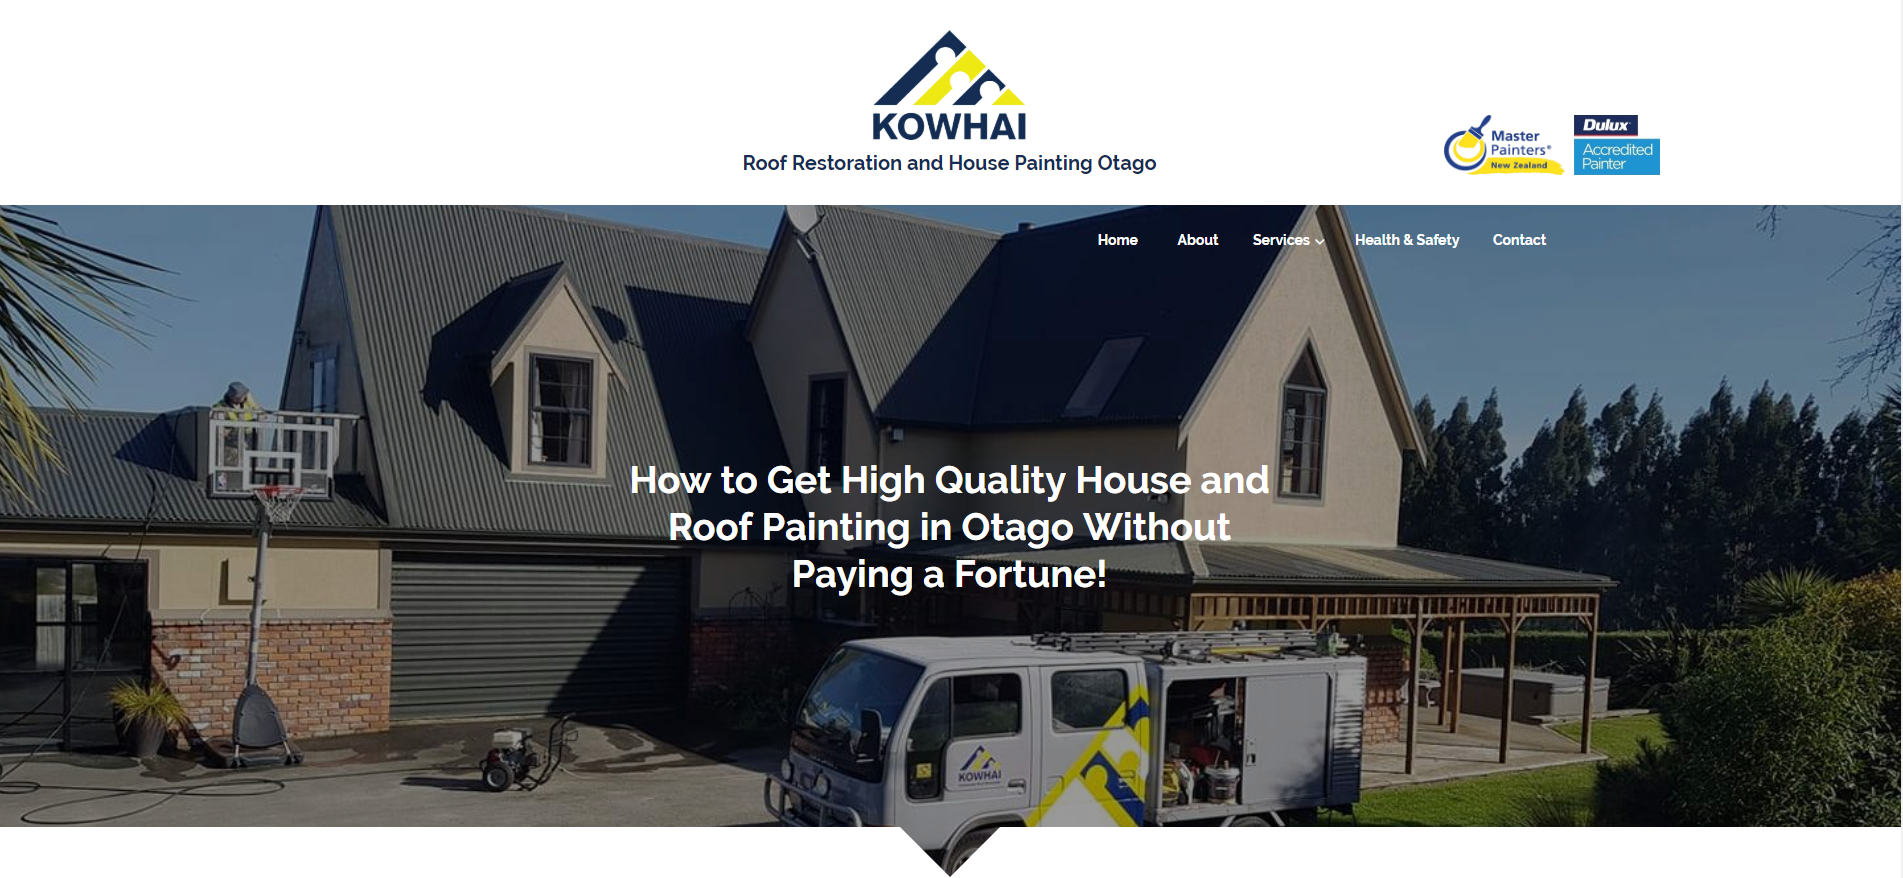 KOWHAI
Roof Restoration and House Painting Otago
Master
Painters®
New Zealand
Dulux
Accredited
Painter
Home About Services Health & Safety Contact
How to Get High Quality House and
Roof Painting in Otago Without
Paying a Fortune!
KOWHAI